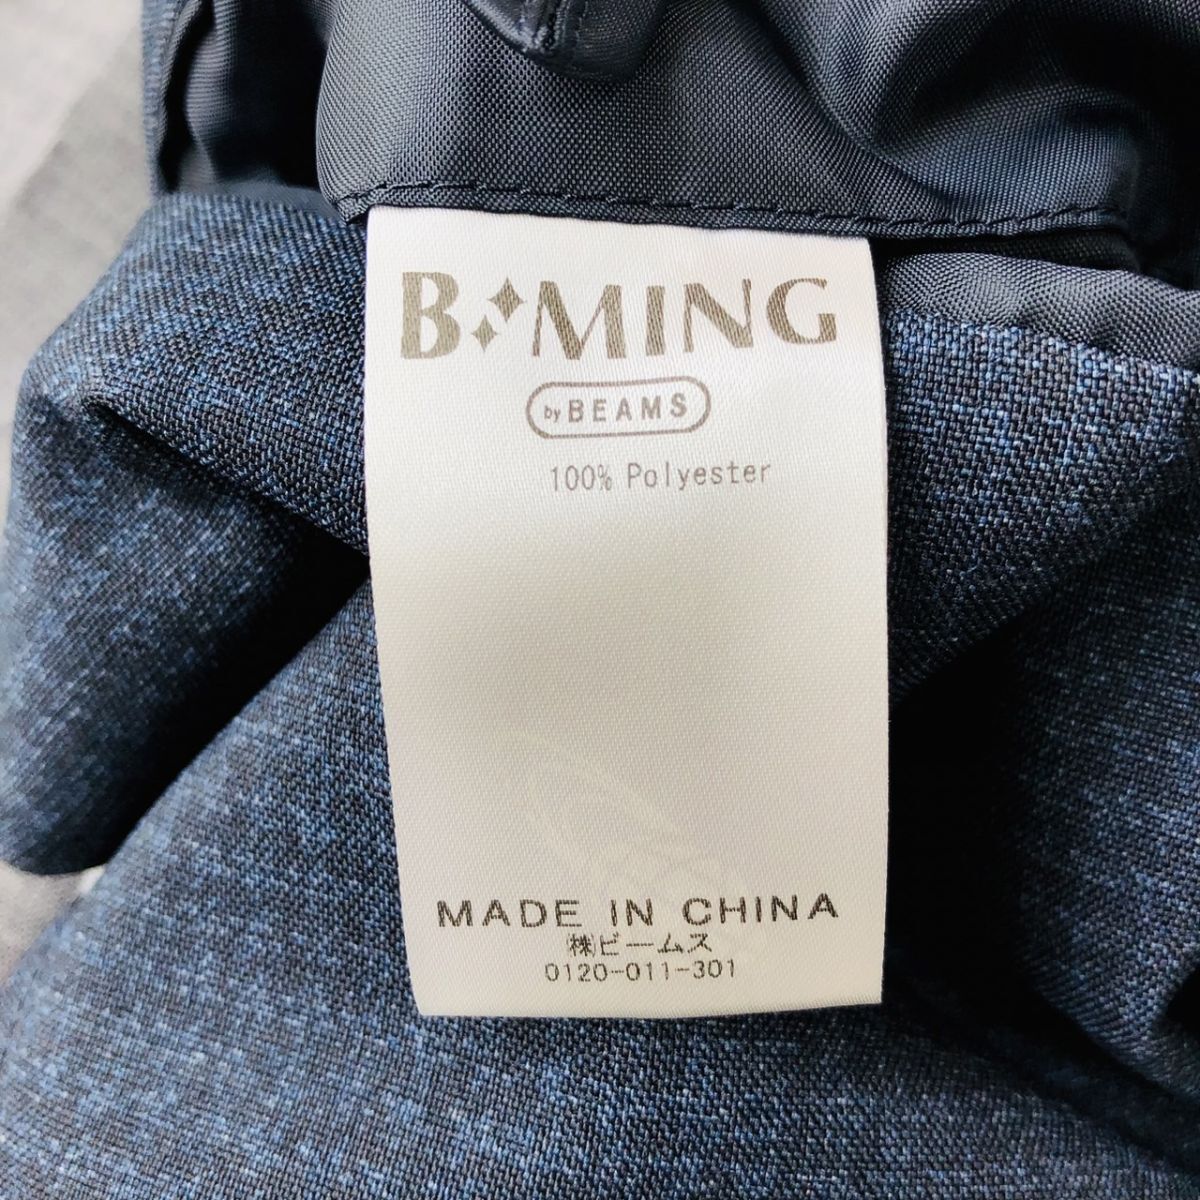 B MING
by BEAMS
100% Polyester
MADE IN CHINA
㈱ビームス
0120-011-301